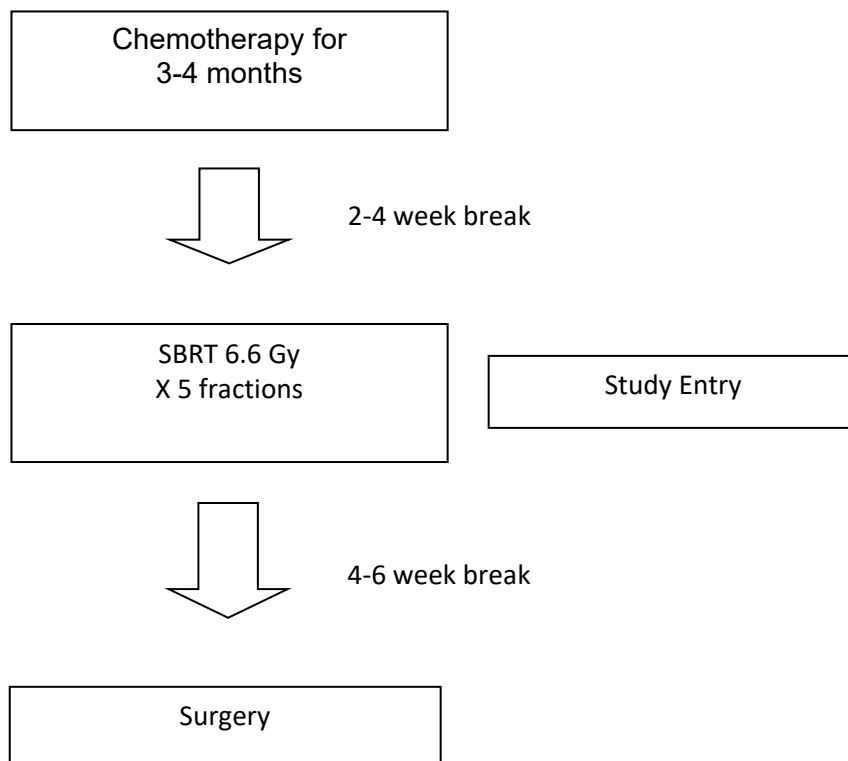 Chemotherapy for
3-4 months
2-4 week break
SBRT 6.6 Gy
X 5 fractions
Study Entry
4-6 week break
Surgery